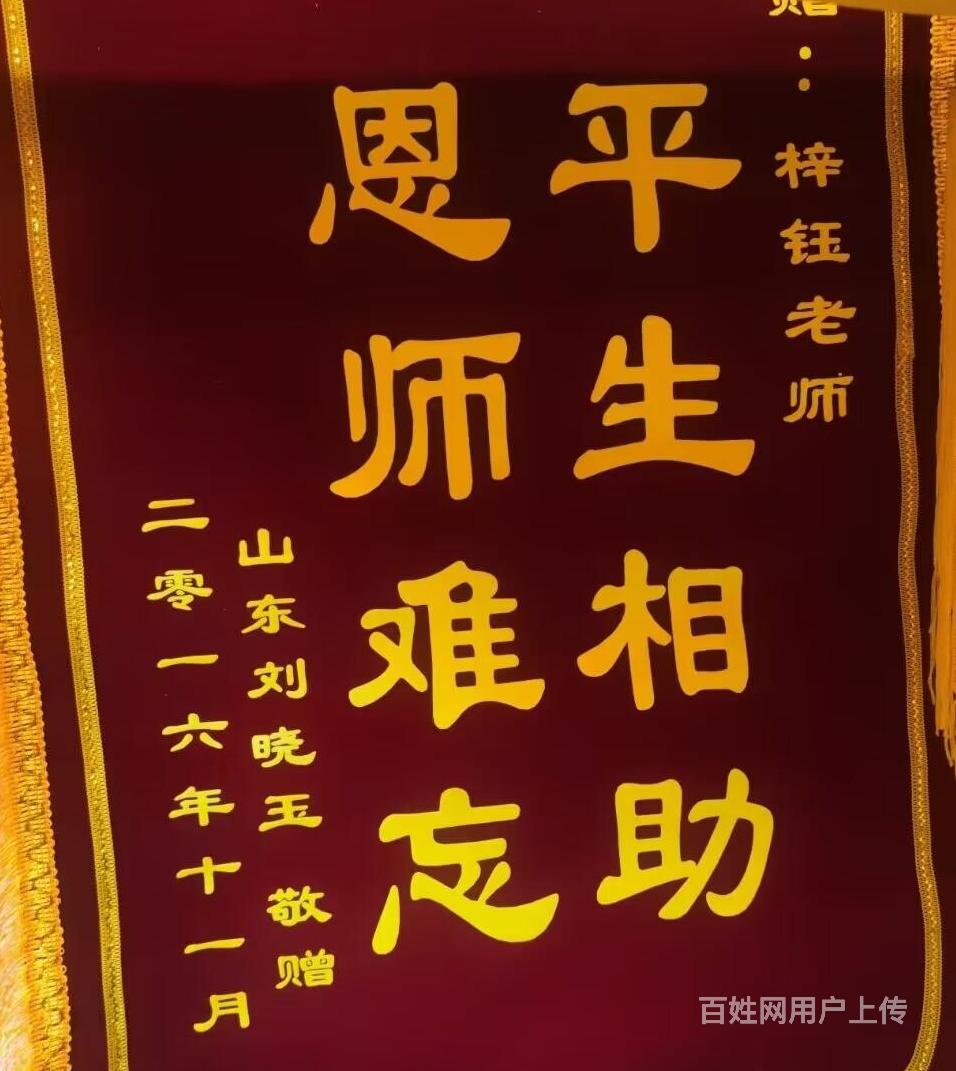 赠：梓钰老师
平生相助
恩师难忘
山东刘晓玉 敬赠
二零一六年十一月
百姓网用户上传